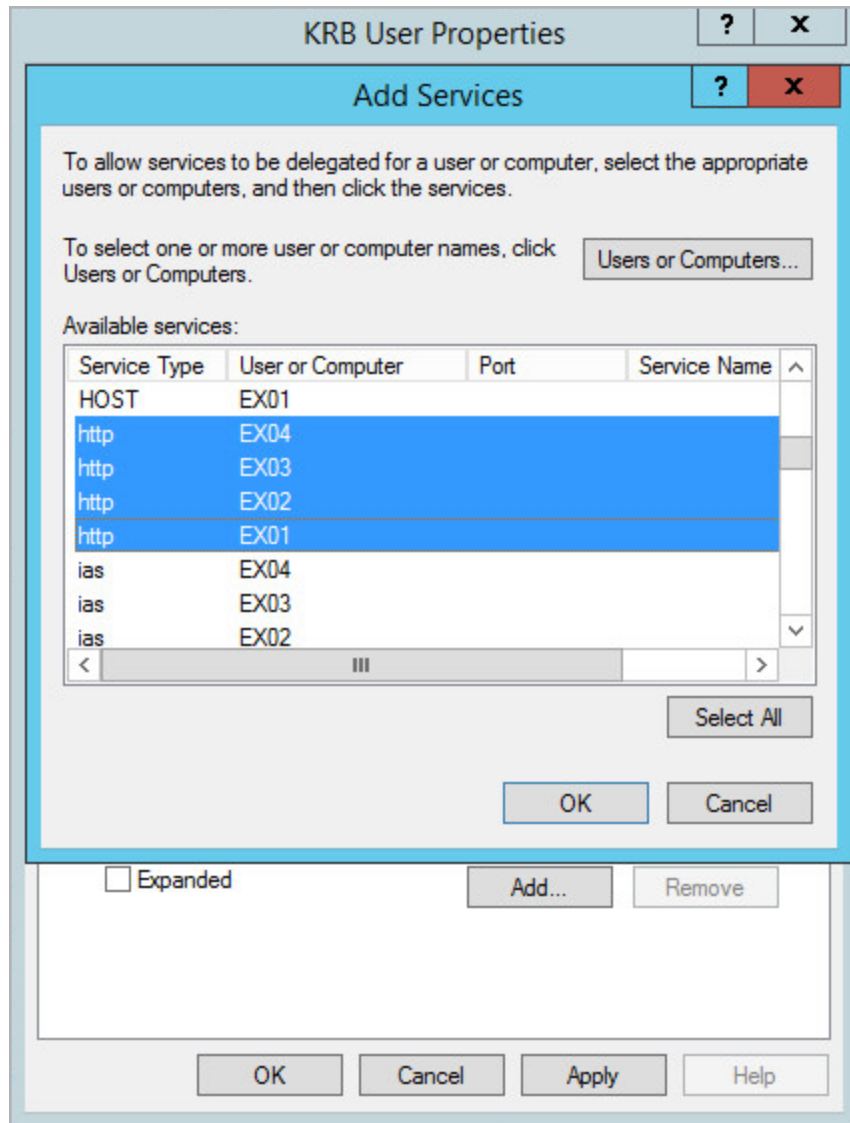 KRB User Properties ? x
Add Services ? x
To allow services to be delegated for a user or computer, select the appropriate
users or computers, and then click the services.
To select one or more user or computer names, click
Users or Computers.
Users or Computers...
Available services:
Service Type User or Computer Port Service Name
HOST EX01
http EX04
http EX03
http EX02
http EX01
ias EX04
ias EX03
ias EX02
Select All
OK Cancel
Expanded Add... Remove
OK Cancel Apply Help